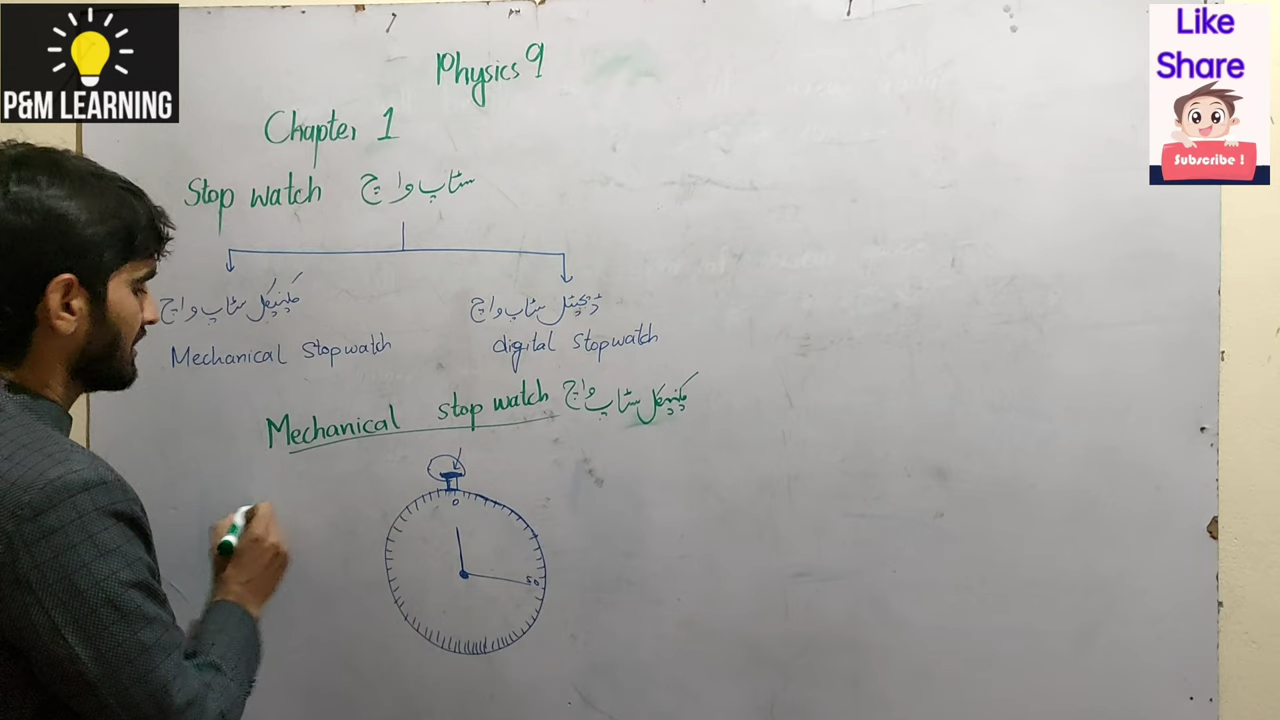 P&M LEARNING
Like
Share
Subscribe !
Physics 9
Chapter 1
Stop watch سٹاپ واچ
مکینیکل سٹاپ واچ
ڈیجیٹل سٹاپ واچ
Mechanical Stopwatch
digital Stopwatch
Mechanical stop watch مکینیکل سٹاپ واچ
0